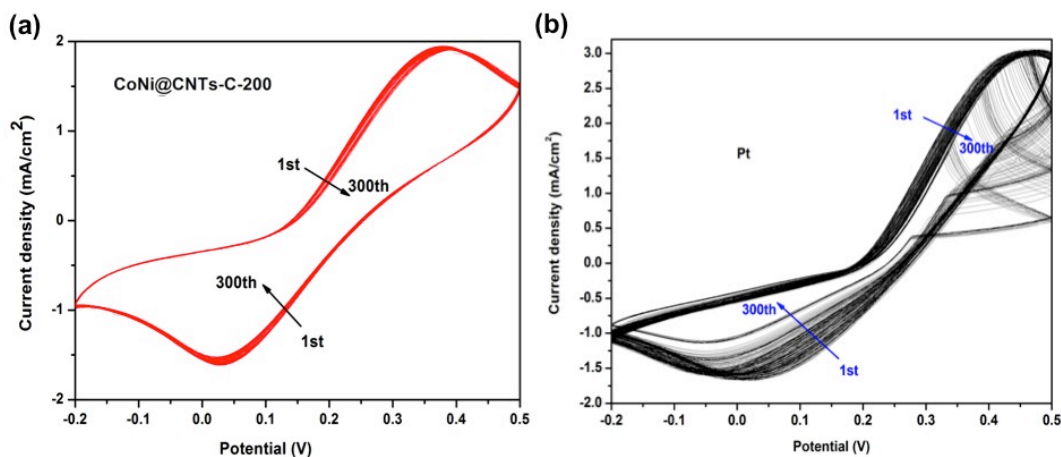 (a)
CoNi@CNTs-C-200
1st
300th
300th
1st
2
1
0
-1
-2
Current density (mA/cm²)
-0.2
-0.1
0.0
0.1
0.2
0.3
0.4
0.5
Potential (V)
(b)
Pt
1st
300th
300th
1st
3.0
2.5
2.0
1.5
1.0
0.5
0.0
-0.5
-1.0
-1.5
-2.0
Current density (mA/cm²)
-0.2
-0.1
0.0
0.1
0.2
0.3
0.4
0.5
Potential (V)